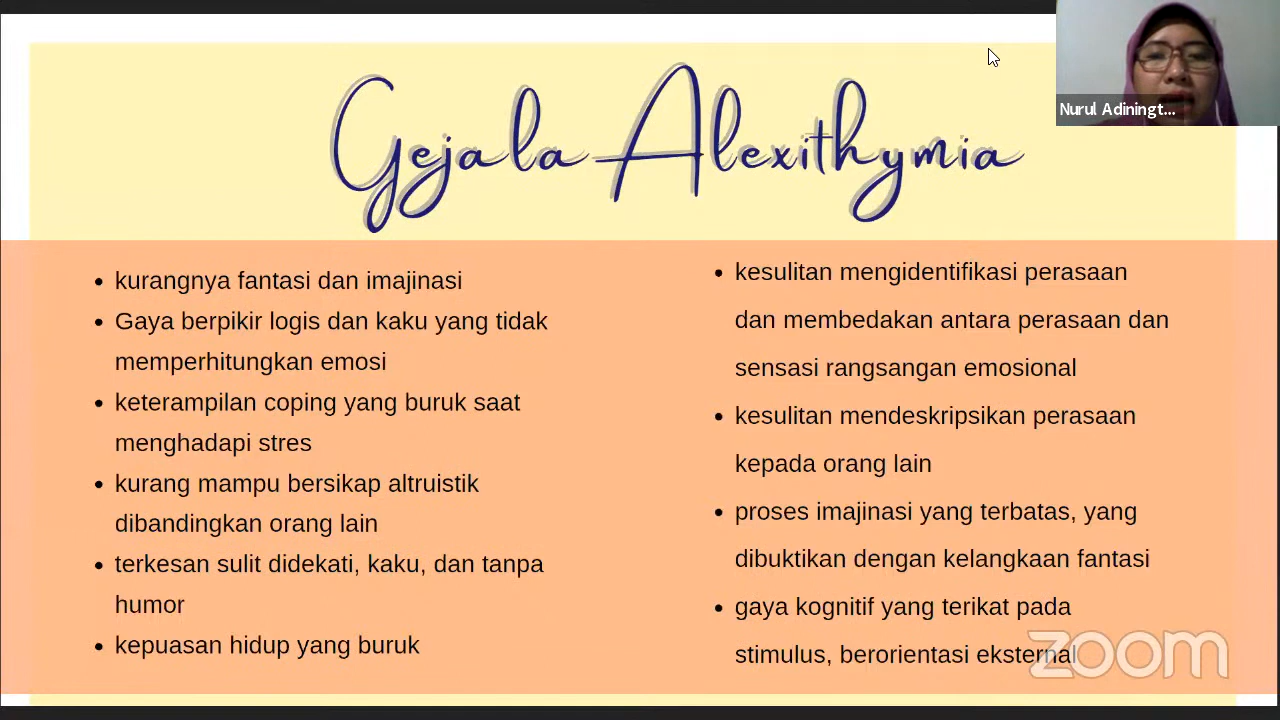 Gejala Alexithymia
Nurul Adiningt...
• kurangnya fantasi dan imajinasi
• Gaya berpikir logis dan kaku yang tidak
memperhitungkan emosi
• keterampilan coping yang buruk saat
menghadapi stres
• kurang mampu bersikap altruistik
dibandingkan orang lain
• terkesan sulit didekati, kaku, dan tanpa
humor
• kepuasan hidup yang buruk
• kesulitan mengidentifikasi perasaan
dan membedakan antara perasaan dan
sensasi rangsangan emosional
• kesulitan mendeskripsikan perasaan
kepada orang lain
• proses imajinasi yang terbatas, yang
dibuktikan dengan kelangkaan fantasi
• gaya kognitif yang terikat pada
stimulus, berorientasi eksternal
zoom